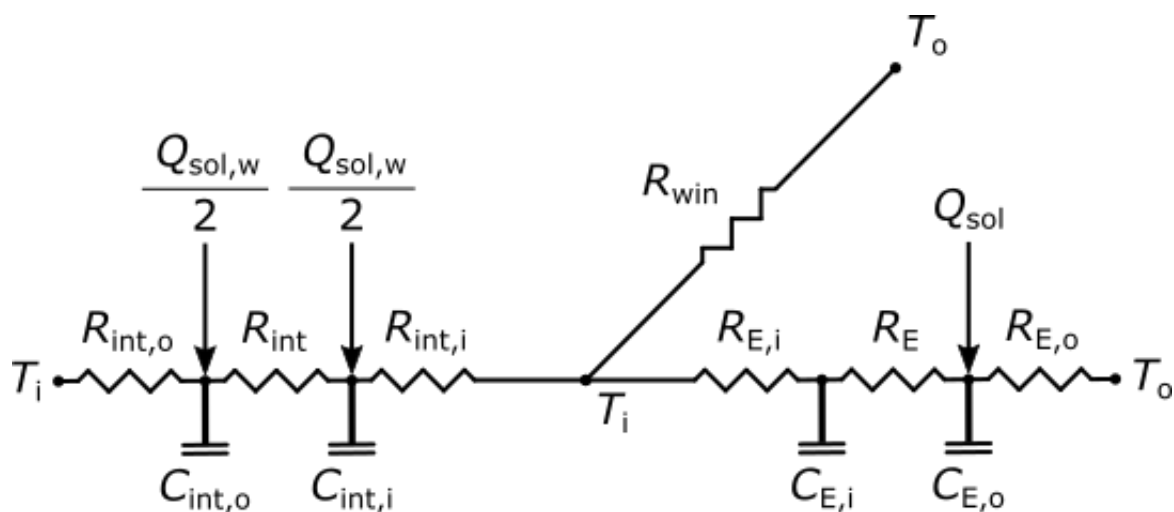 T_o
Q_sol,w/2 Q_sol,w/2 R_win Q_sol
R_int,o R_int R_int,i R_E,i R_E R_E,o
T_i T_i T_o
C_int,o C_int,i C_E,i C_E,o